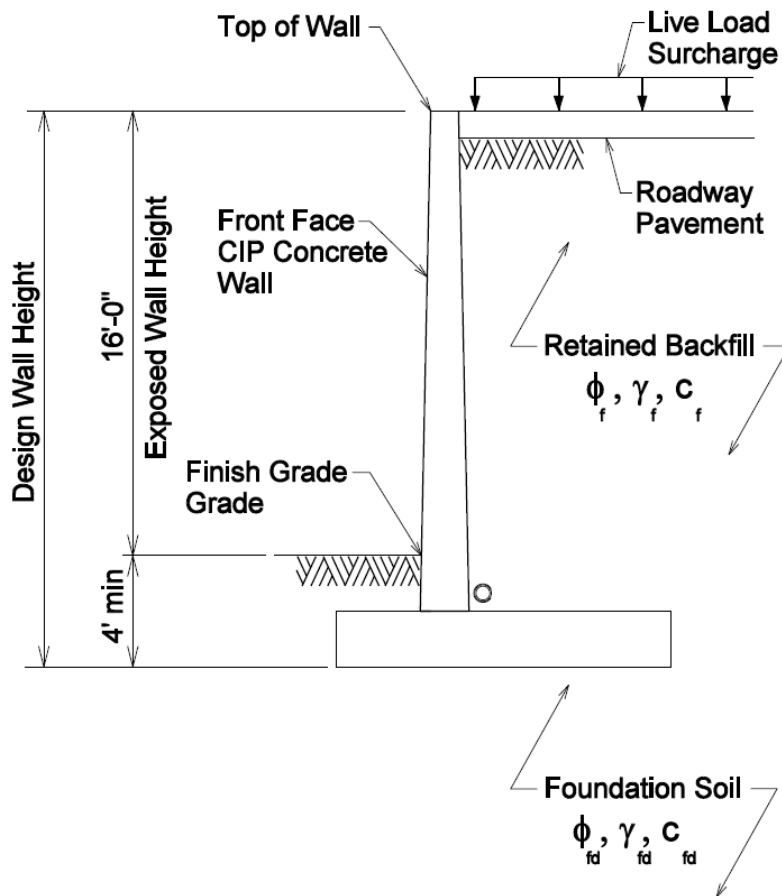 Top of Wall
Live Load
Surcharge
Roadway
Pavement
Front Face
CIP Concrete
Wall
Design Wall Height
16'-0"
Exposed Wall Height
Retained Backfill
ϕf, γf, cf
Finish Grade
Grade
4' min
Foundation Soil
ϕfd, γfd, cfd